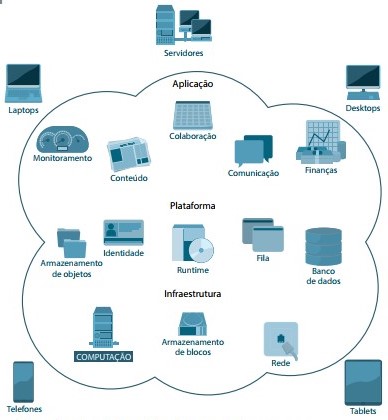 Servidores
Aplicação
Laptops
Desktops
Colaboração
Monitoramento
Conteúdo
Comunicação
Finanças
Plataforma
Armazenamento
de objetos
Identidade
Runtime
Fila
Banco
de dados
Infraestrutura
COMPUTAÇÃO
Armazenamento
de blocos
Rede
Telefones
Tablets